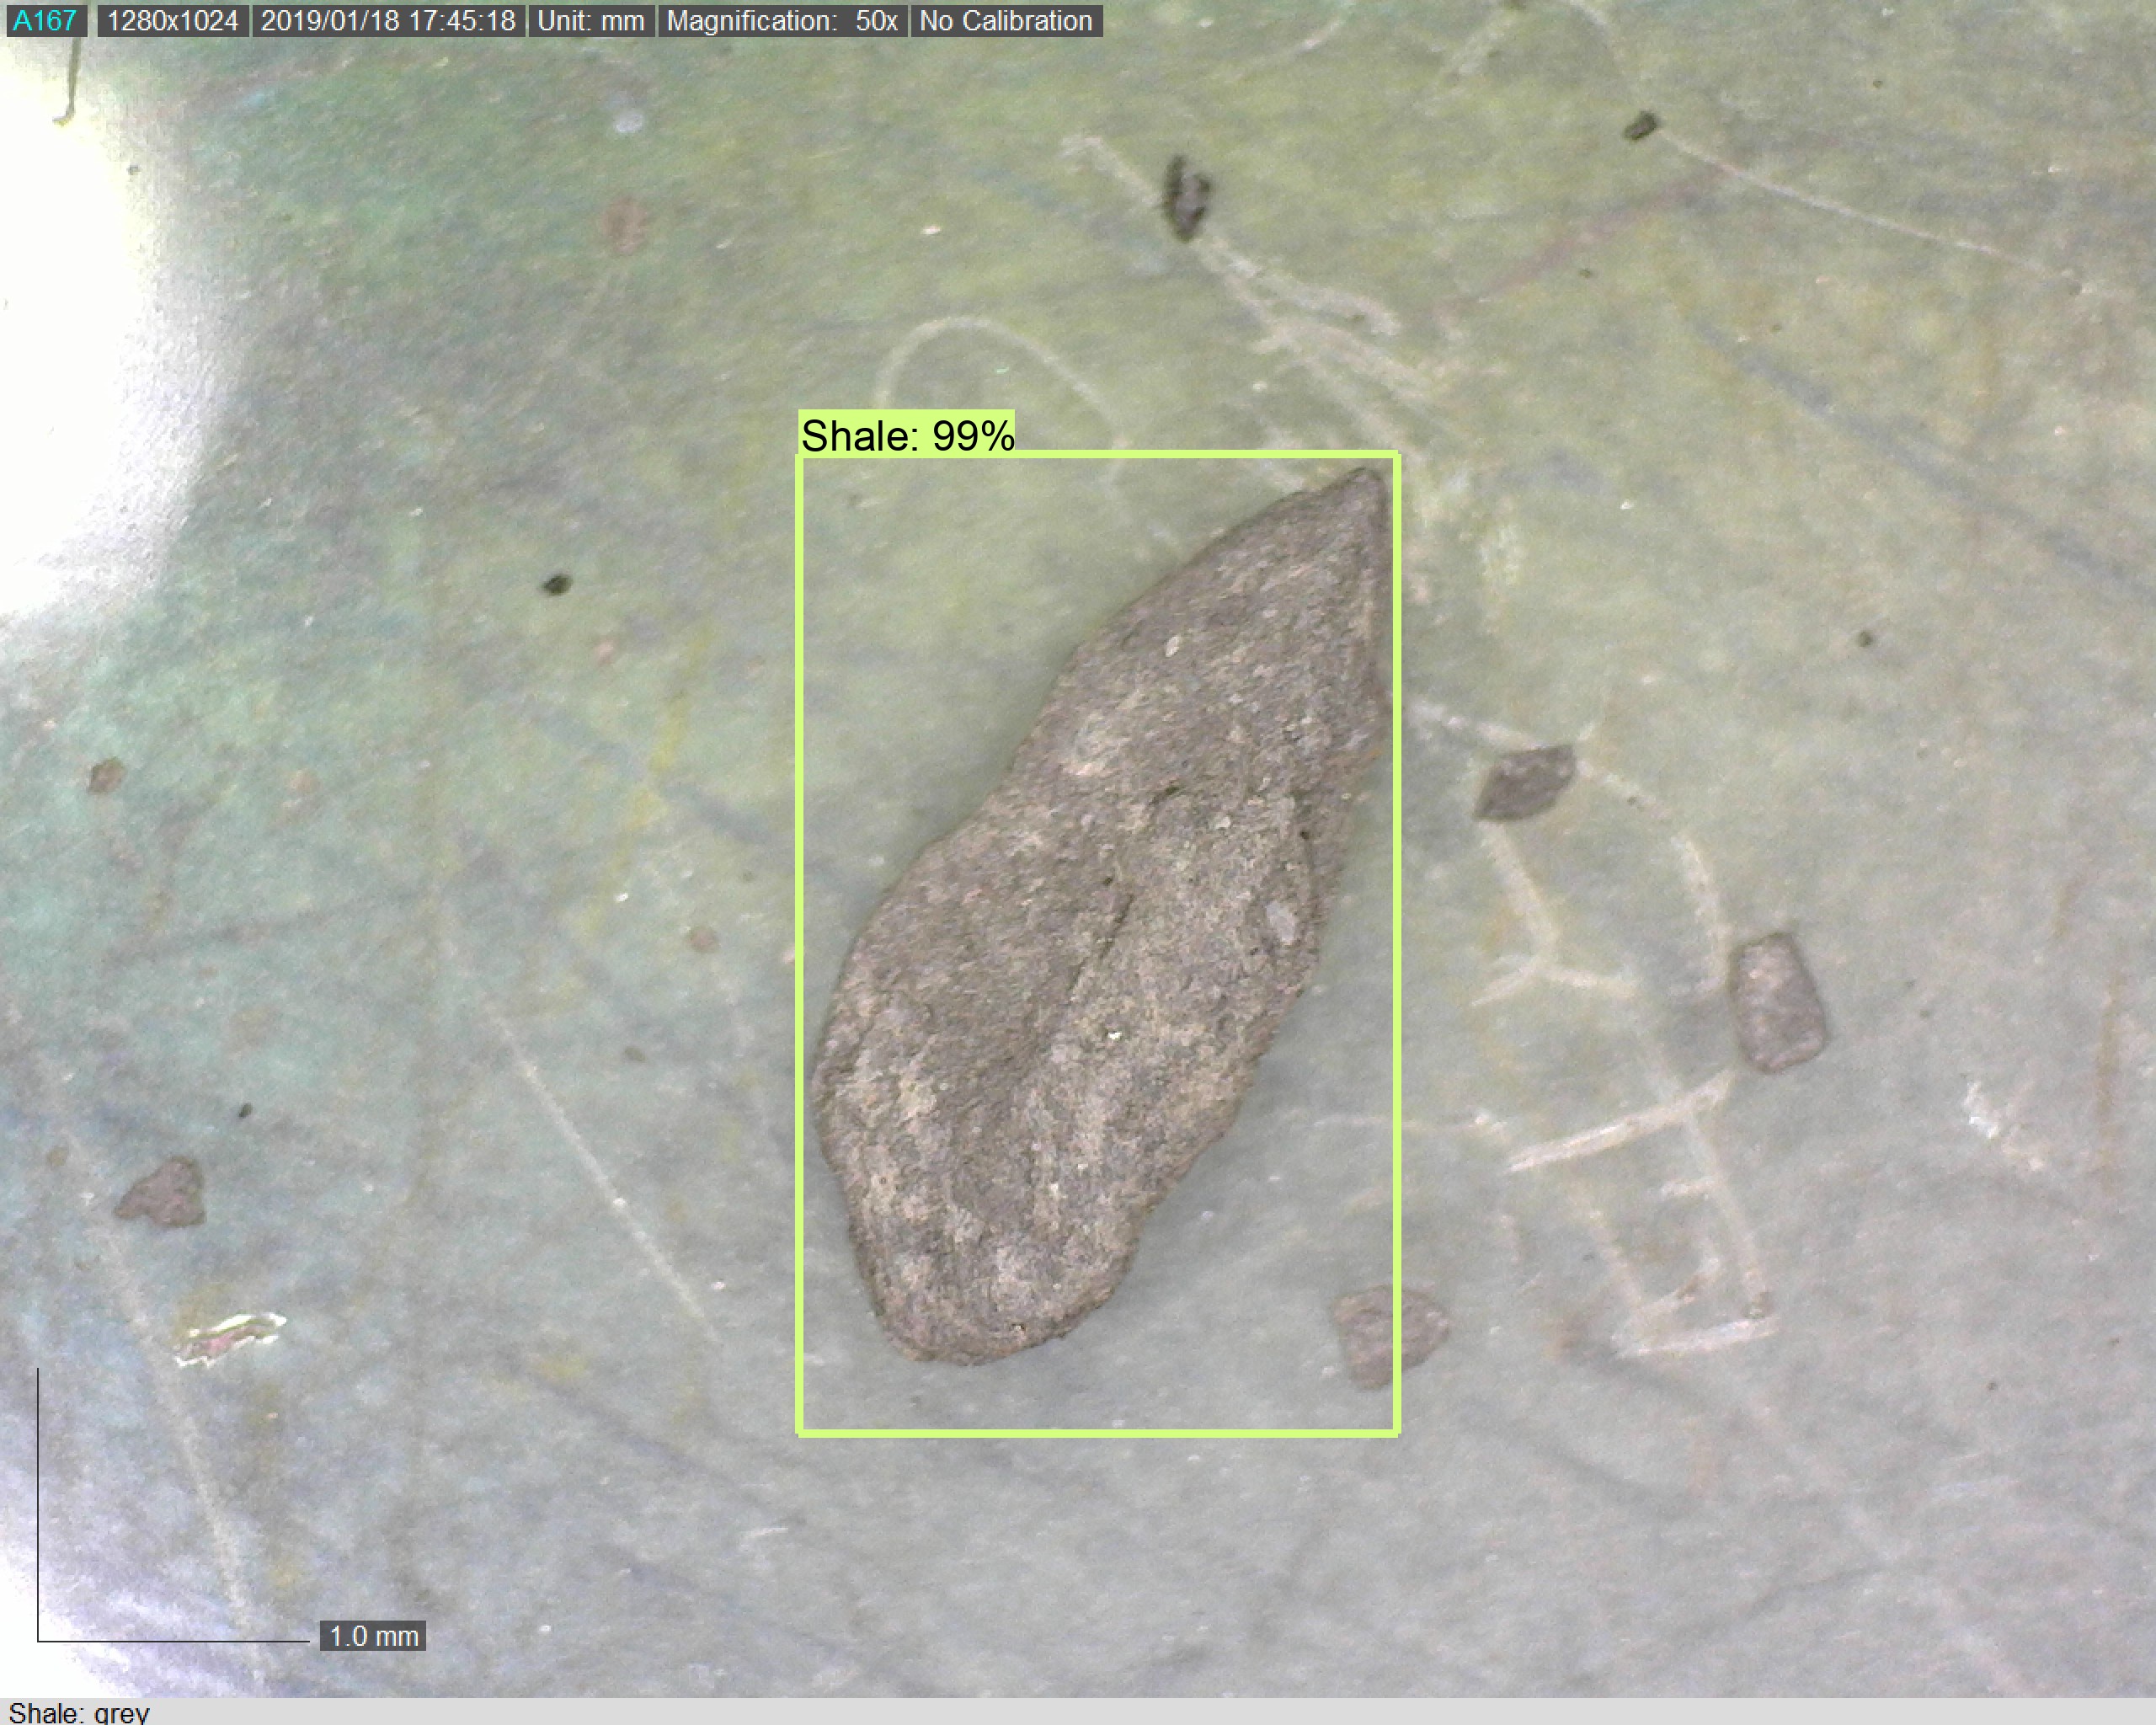 A167 1280x1024 2019/01/18 17:45:18 Unit: mm Magnification: 50x No Calibration
Shale: 99%
1.0 mm
Shale: grey